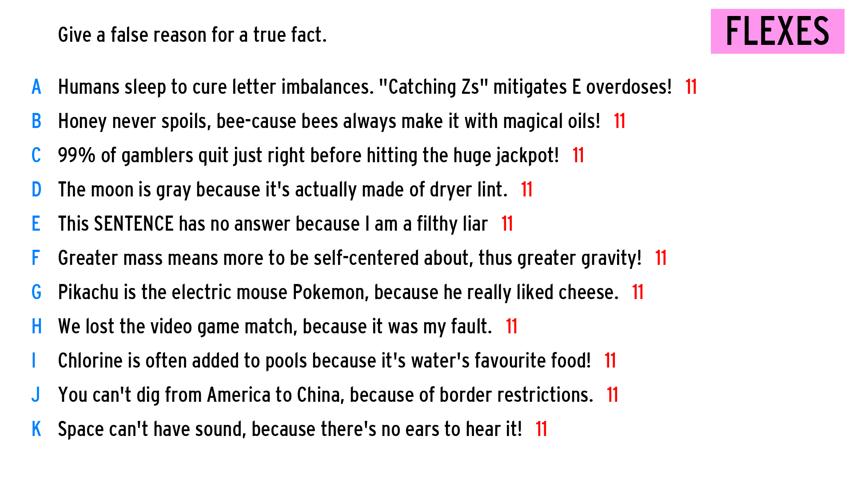 Give a false reason for a true fact.
FLEXES
A Humans sleep to cure letter imbalances. "Catching Zs" mitigates E overdoses! 11
B Honey never spoils, bee-cause bees always make it with magical oils! 11
C 99% of gamblers quit just right before hitting the huge jackpot! 11
D The moon is gray because it's actually made of dryer lint. 11
E This SENTENCE has no answer because I am a filthy liar 11
F Greater mass means more to be self-centered about, thus greater gravity! 11
G Pikachu is the electric mouse Pokemon, because he really liked cheese. 11
H We lost the video game match, because it was my fault. 11
I Chlorine is often added to pools because it's water's favourite food! 11
J You can't dig from America to China, because of border restrictions. 11
K Space can't have sound, because there's no ears to hear it! 11